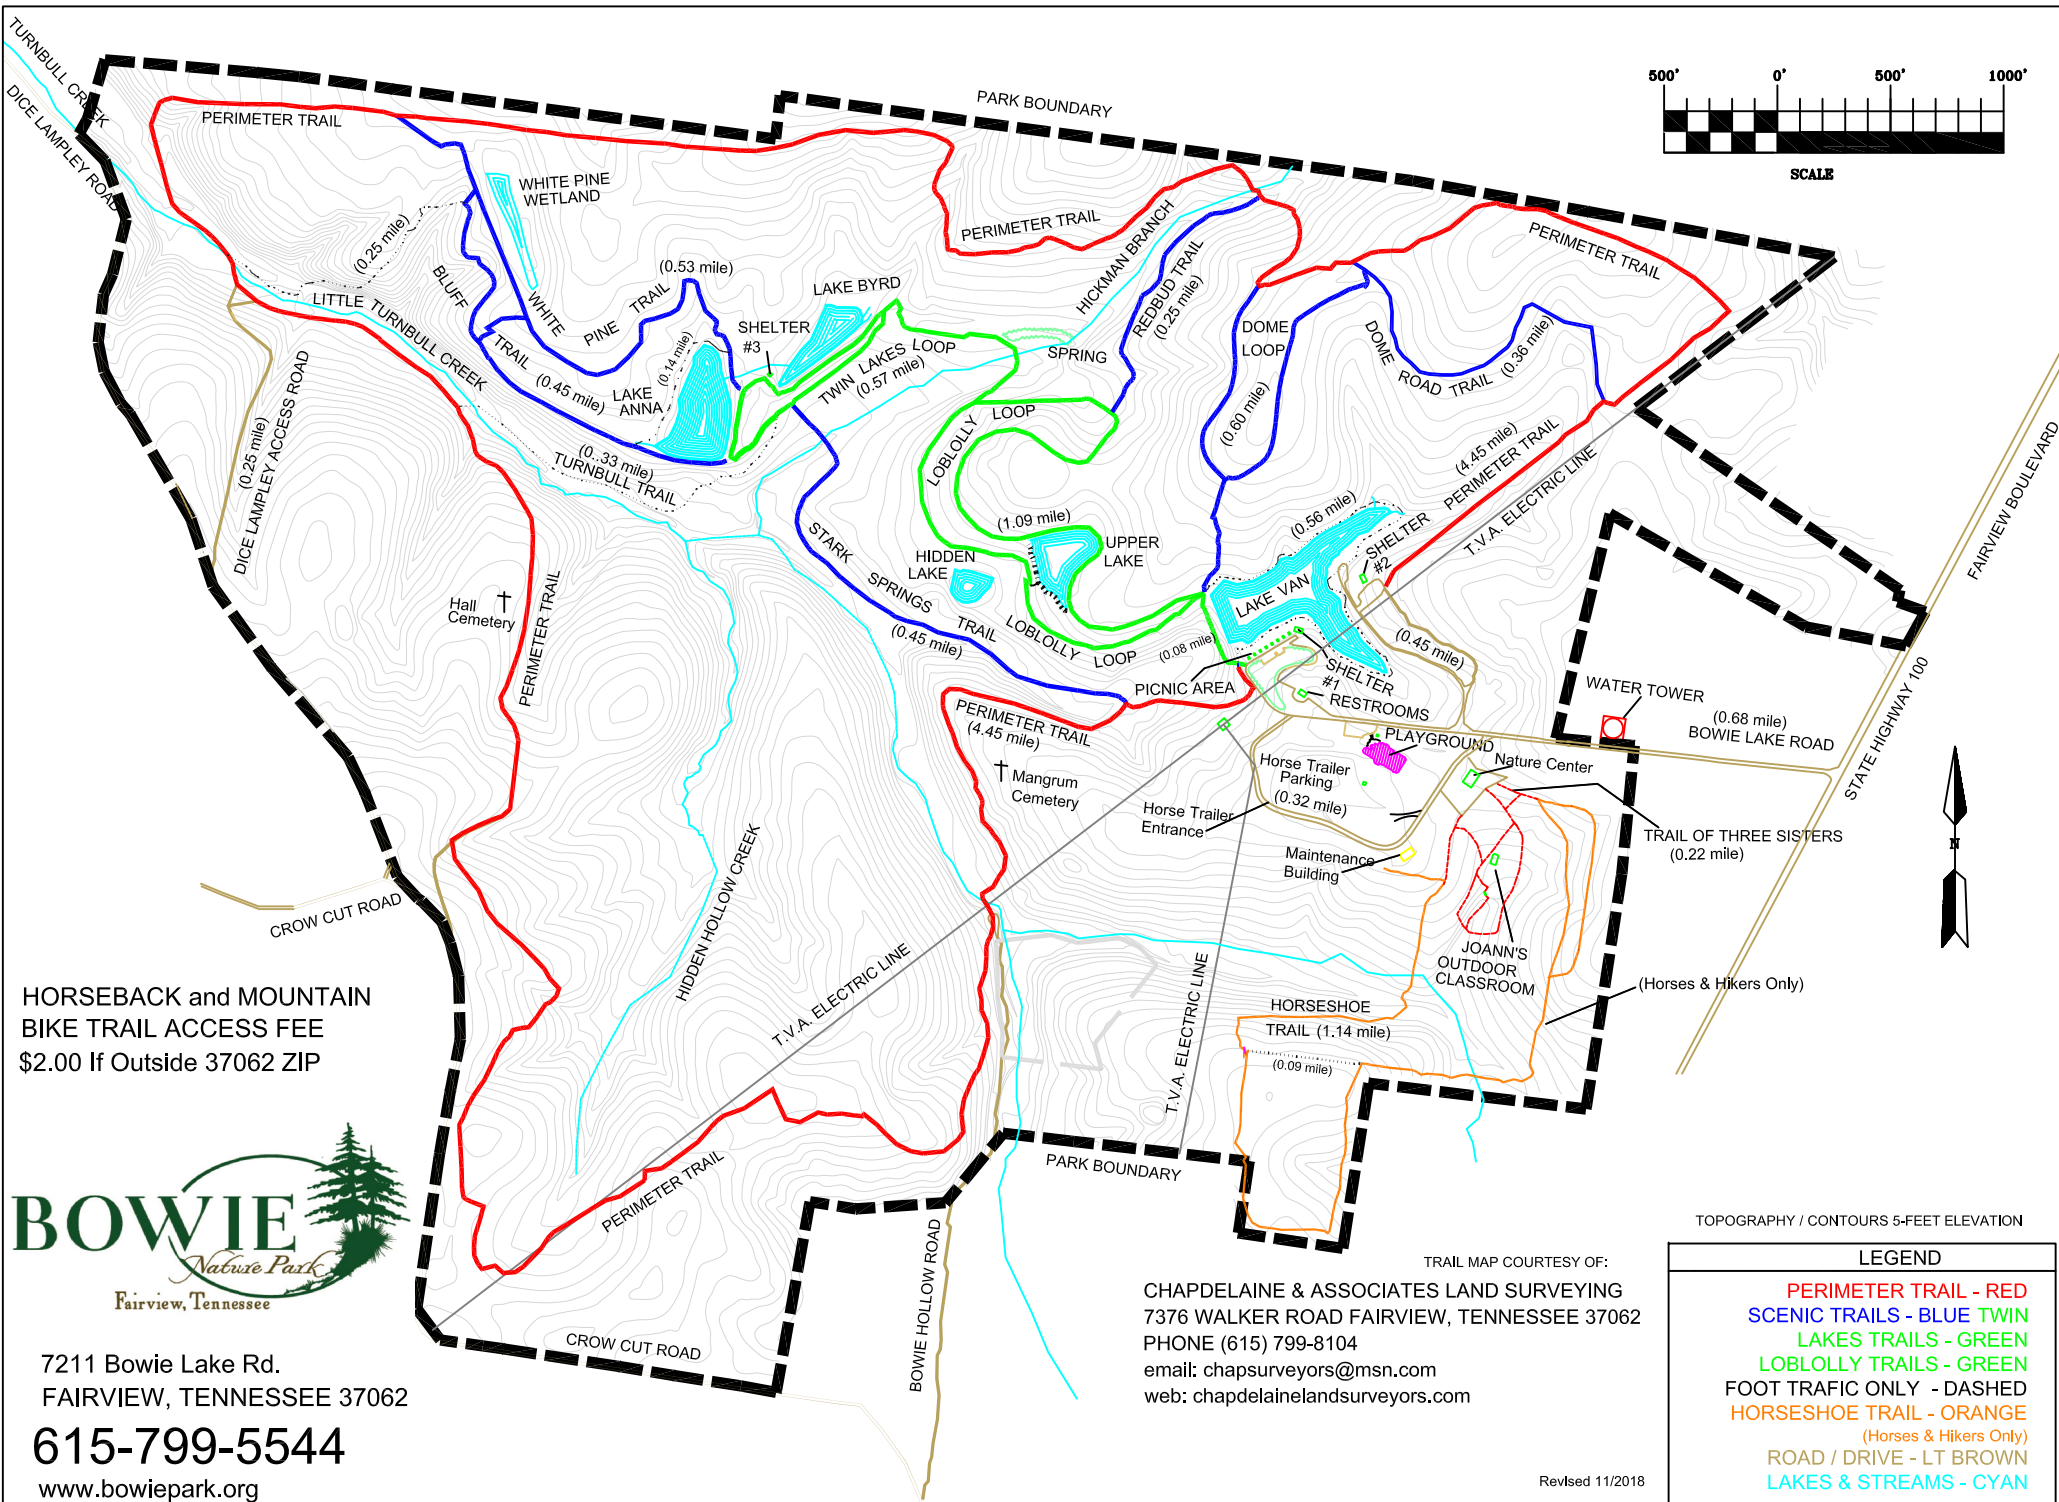 TURNBULL CREEK
DICE LAMPLEY ROAD
PERIMETER TRAIL
PARK BOUNDARY
500'
0'
500'
1000'
SCALE
WHITE PINE
WETLAND
PERIMETER TRAIL
HICKMAN BRANCH
REDBUD TRAIL
(0.25 mile)
PERIMETER TRAIL
(0.25 mile)
BLUFF
TRAIL
(0.45 mile)
LITTLE TURNBULL CREEK
WHITE
PINE
TRAIL
(0.53 mile)
LAKE BYRD
SHELTER
#3
(0.14 mile)
LAKE
ANNA
TWIN LAKES LOOP
(0.57 mile)
SPRING
DOME
LOOP
(0.60 mile)
DOME
ROAD
TRAIL
(0.36 mile)
DICE LAMPLEY ACCESS ROAD
(0.25 mile)
(0..33 mile)
TURNBULL TRAIL
LOBLOLLY
LOOP
(1.09 mile)
UPPER
LAKE
HIDDEN
LAKE
STARK
SPRINGS
TRAIL
(0.45 mile)
LOBLOLLY
LOOP
(0.08 mile)
(0.56 mile)
LAKE VAN
SHELTER
#2
(4.45 mile)
PERIMETER TRAIL
T.V.A. ELECTRIC LINE
FAIRVIEW BOULEVARD
STATE HIGHWAY 100
(0.45 mile)
SHELTER
#1
PICNIC AREA
RESTROOMS
WATER TOWER
(0.68 mile)
BOWIE LAKE ROAD
Hall
Cemetery
PERIMETER TRAIL
PERIMETER TRAIL
(4.45 mile)
Mangrum
Cemetery
PLAYGROUND
Nature Center
Horse Trailer
Parking
(0.32 mile)
Horse Trailer
Entrance
Maintenance
Building
TRAIL OF THREE SISTERS
(0.22 mile)
N
JOANN'S
OUTDOOR
CLASSROOM
(Horses & Hikers Only)
CROW CUT ROAD
HIDDEN HOLLOW CREEK
T.V.A. ELECTRIC LINE
T.V.A. ELECTRIC LINE
HORSESHOE
TRAIL (1.14 mile)
(0.09 mile)
HORSEBACK and MOUNTAIN
BIKE TRAIL ACCESS FEE
$2.00 If Outside 37062 ZIP
PERIMETER TRAIL
PARK BOUNDARY
BOWIE HOLLOW ROAD
CROW CUT ROAD
BOWIE
Nature Park
Fairview, Tennessee
7211 Bowie Lake Rd.
FAIRVIEW, TENNESSEE 37062
615-799-5544
www.bowiepark.org
TRAIL MAP COURTESY OF:
CHAPDELAINE & ASSOCIATES LAND SURVEYING
7376 WALKER ROAD FAIRVIEW, TENNESSEE 37062
PHONE (615) 799-8104
email: chapsurveyors@msn.com
web: chapdelainelandsurveyors.com
Revised 11/2018
TOPOGRAPHY / CONTOURS 5-FEET ELEVATION
LEGEND
PERIMETER TRAIL - RED
SCENIC TRAILS - BLUE TWIN
LAKES TRAILS - GREEN
LOBLOLLY TRAILS - GREEN
FOOT TRAFIC ONLY - DASHED
HORSESHOE TRAIL - ORANGE
(Horses & Hikers Only)
ROAD / DRIVE - LT BROWN
LAKES & STREAMS - CYAN